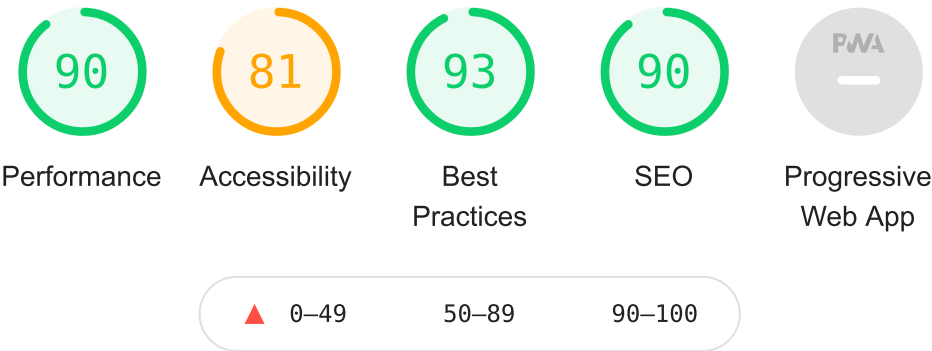 90 81 93 90 PWA
Performance Accessibility Best Practices SEO Progressive Web App
0–49 50–89 90–100